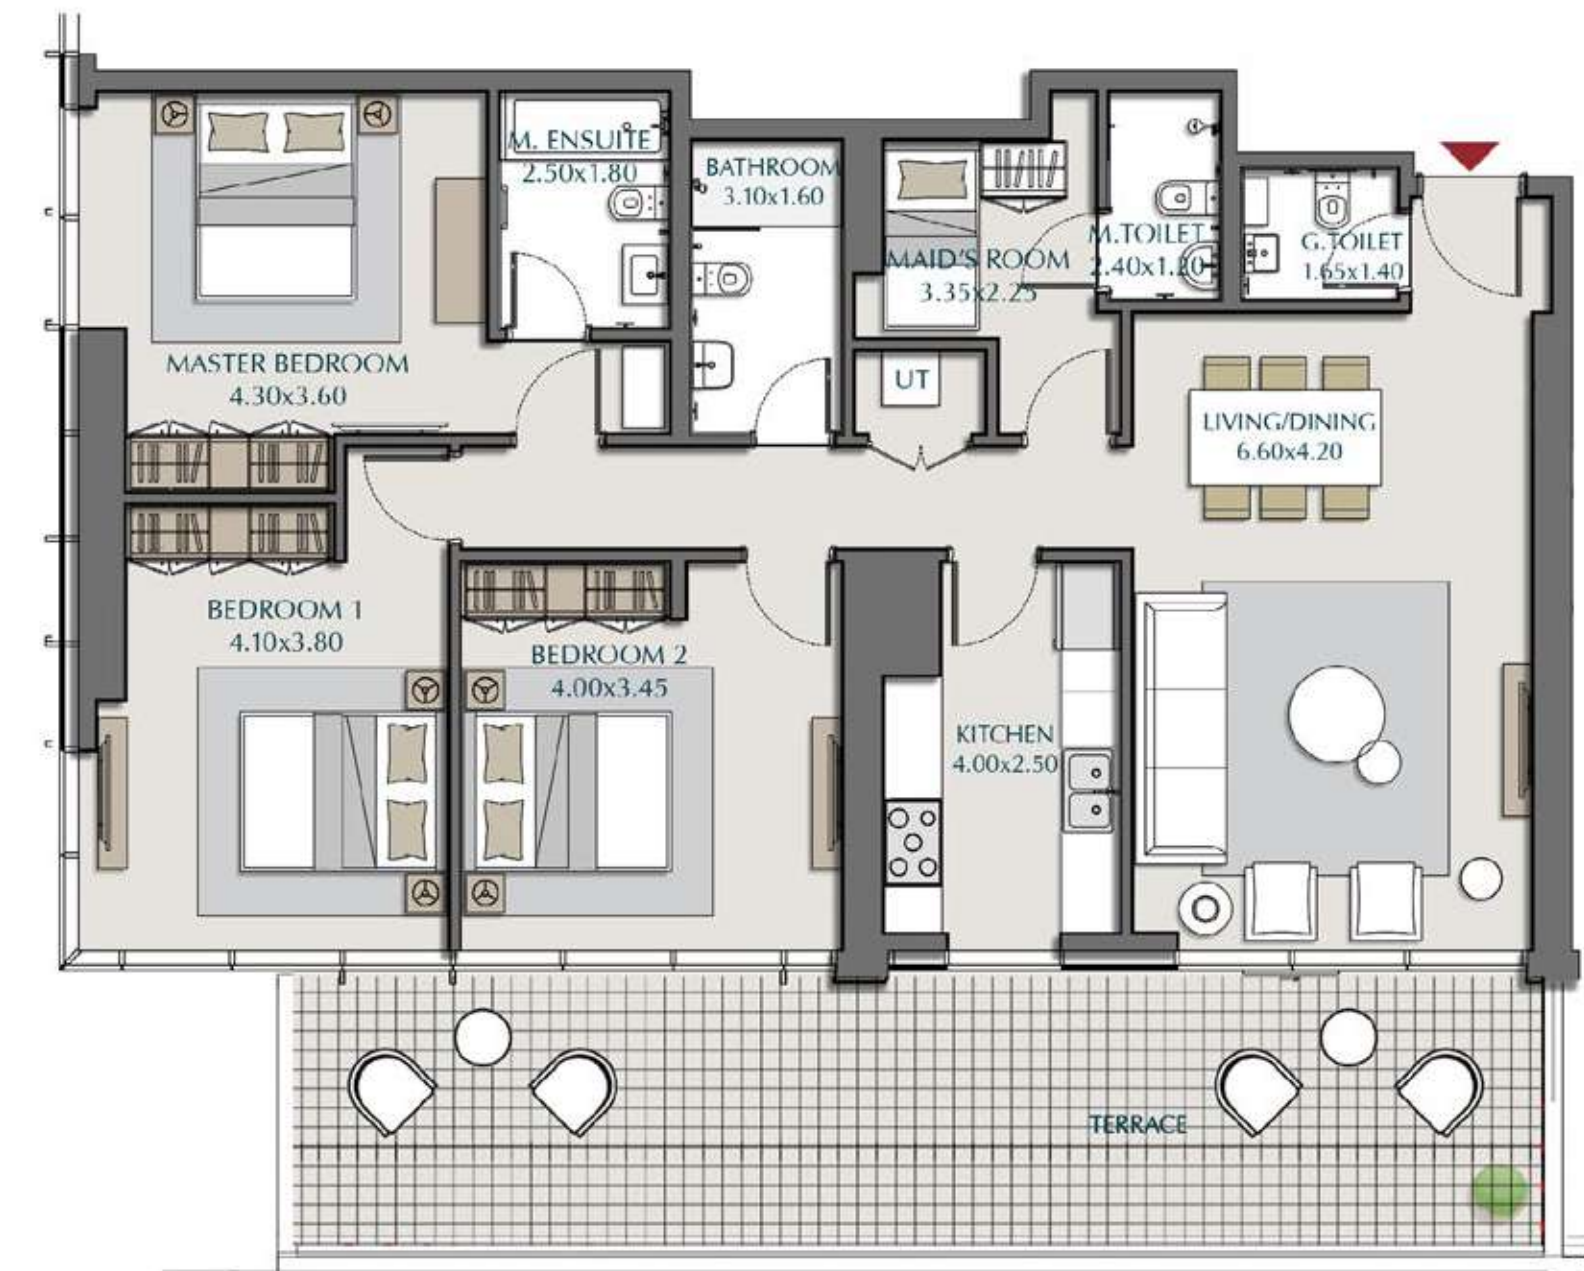 M. ENSUITE
2.50x1.80
BATHROOM
3.10x1.60
MAID'S ROOM
3.35x2.25
M.TOILET
2.40x1.20
G.TOILET
1.65x1.40
MASTER BEDROOM
4.30x3.60
UT
LIVING/DINING
6.60x4.20
BEDROOM 1
4.10x3.80
BEDROOM 2
4.00x3.45
KITCHEN
4.00x2.50
TERRACE